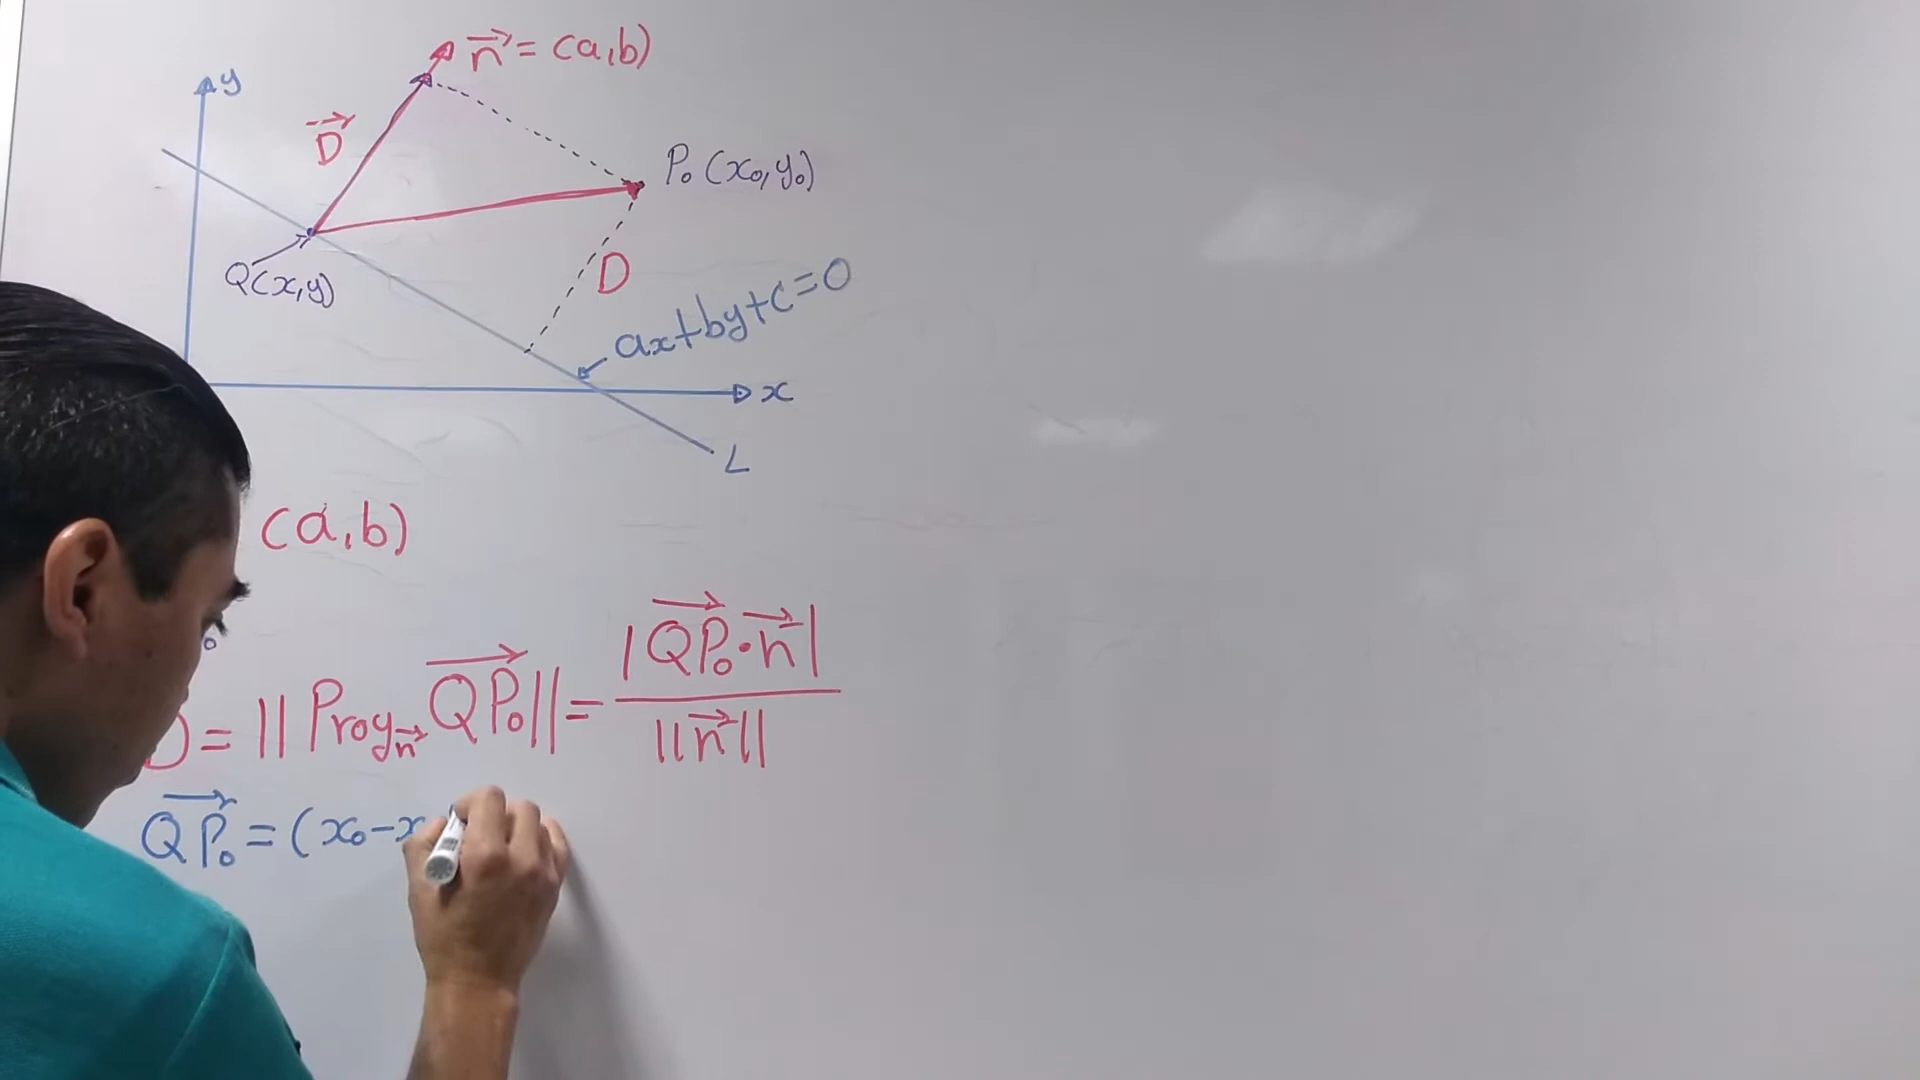 n⃗ = (a,b)
y
D⃗
P₀ (x₀,y₀)
Q(x,y)
D
ax+by+c=0
x
L
(a,b)
D = || Proy_n⃗ QP₀⃗ || = |QP₀⃗ · n⃗| / ||n⃗||
QP₀⃗ = (x₀-x